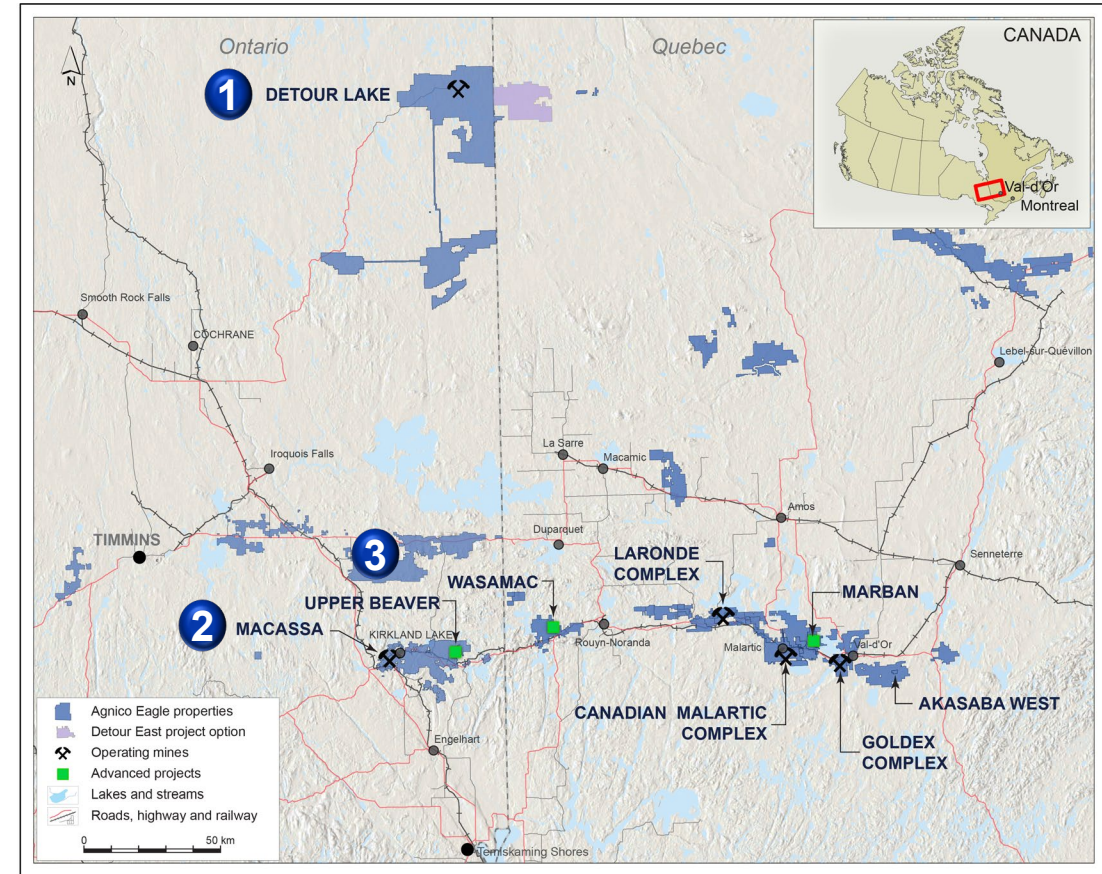 Ontario
Quebec
CANADA
N
1
DETOUR LAKE
Val-d'Or
Montreal
Smooth Rock Falls
COCHRANE
Lebel-sur-Quévillon
Iroquois Falls
La Sarre
Macamic
Amos
TIMMINS
3
Duparquet
LARONDE
COMPLEX
Senneterre
WASAMAC
MARBAN
UPPER BEAVER
2
MACASSA
KIRKLAND LAKE
Rouyn-Noranda
Malartic
Val-d'Or
CANADIAN MALARTIC
COMPLEX
AKASABA WEST
GOLDEX
COMPLEX
Engelhart
Temiskaming Shores
Agnico Eagle properties
Detour East project option
Operating mines
Advanced projects
Lakes and streams
Roads, highway and railway
0 50 km